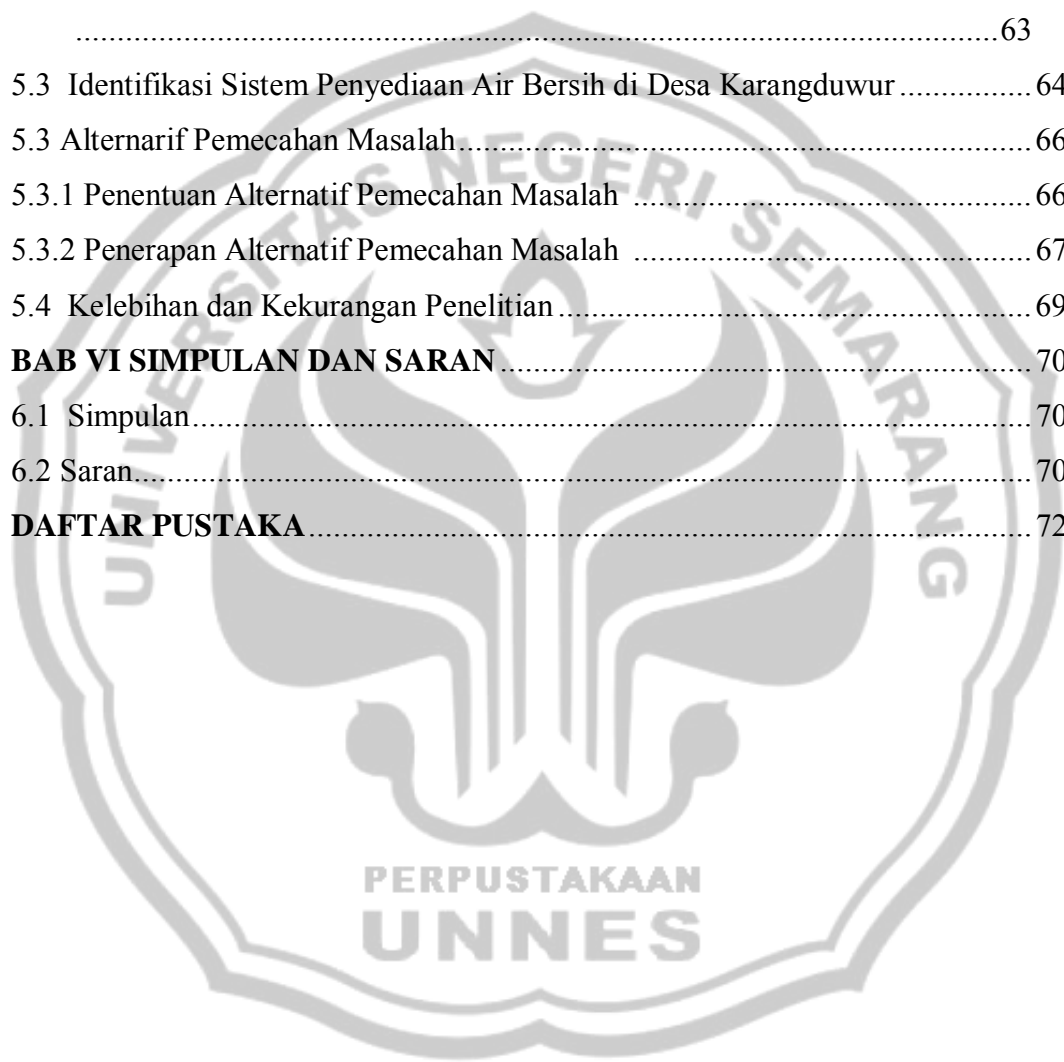 ...............................................................................................................63
5.3  Identifikasi Sistem Penyediaan Air Bersih di Desa Karangduwur ................ 64
5.3 Alternarif Pemecahan Masalah ..................................................................... 66
5.3.1 Penentuan Alternatif Pemecahan Masalah  ................................................ 66
5.3.2 Penerapan Alternatif Pemecahan Masalah  ................................................ 67
5.4  Kelebihan dan Kekurangan Penelitian ......................................................... 69
BAB VI SIMPULAN DAN SARAN ................................................................ 70
6.1  Simpulan ...................................................................................................... 70
6.2 Saran ............................................................................................................. 70
DAFTAR PUSTAKA ........................................................................................ 72
UNIVERSITAS NEGERI SEMARANG
PERPUSTAKAAN
UNNES